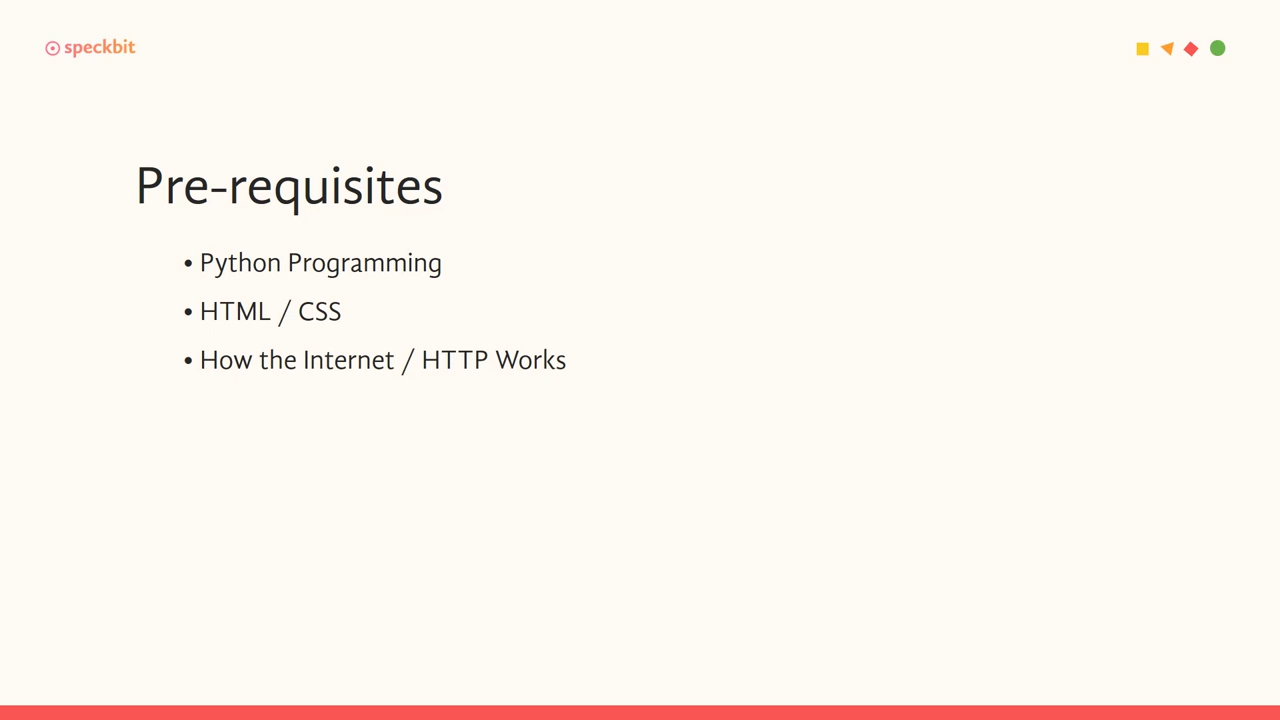 speckbit
Pre-requisites
• Python Programming
• HTML / CSS
• How the Internet / HTTP Works